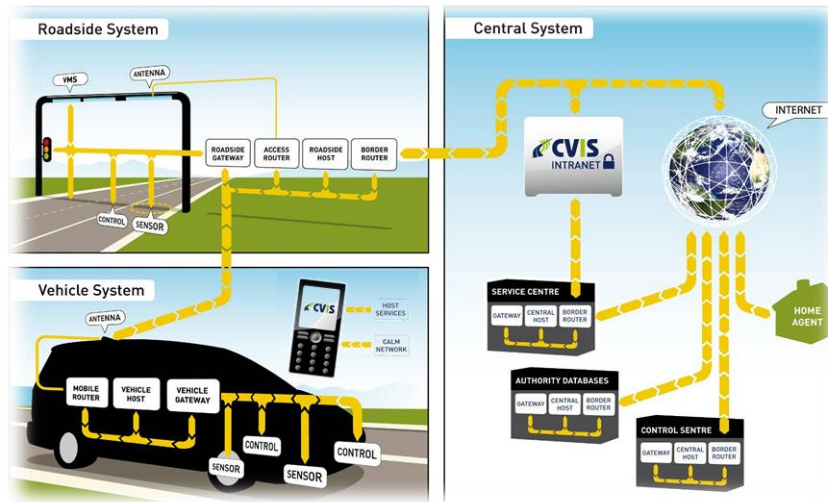 Roadside System
VMS
ANTENNA
ROADSIDE
GATEWAY
ACCESS
ROUTER
ROADSIDE
HOST
BORDER
ROUTER
CONTROL
SENSOR
Vehicle System
ANTENNA
CVIS
HOST
SERVICES
CALM
NETWORK
MOBILE
ROUTER
VEHICLE
HOST
VEHICLE
GATEWAY
SENSOR
CONTROL
SENSOR
CONTROL
Central System
INTERNET
CVIS
INTRANET
SERVICE CENTRE
GATEWAY
CENTRAL
HOST
BORDER
ROUTER
HOME
AGENT
AUTHORITY DATABASES
GATEWAY
CENTRAL
HOST
BORDER
ROUTER
CONTROL SENTRE
GATEWAY
CENTRAL
HOST
BORDER
ROUTER